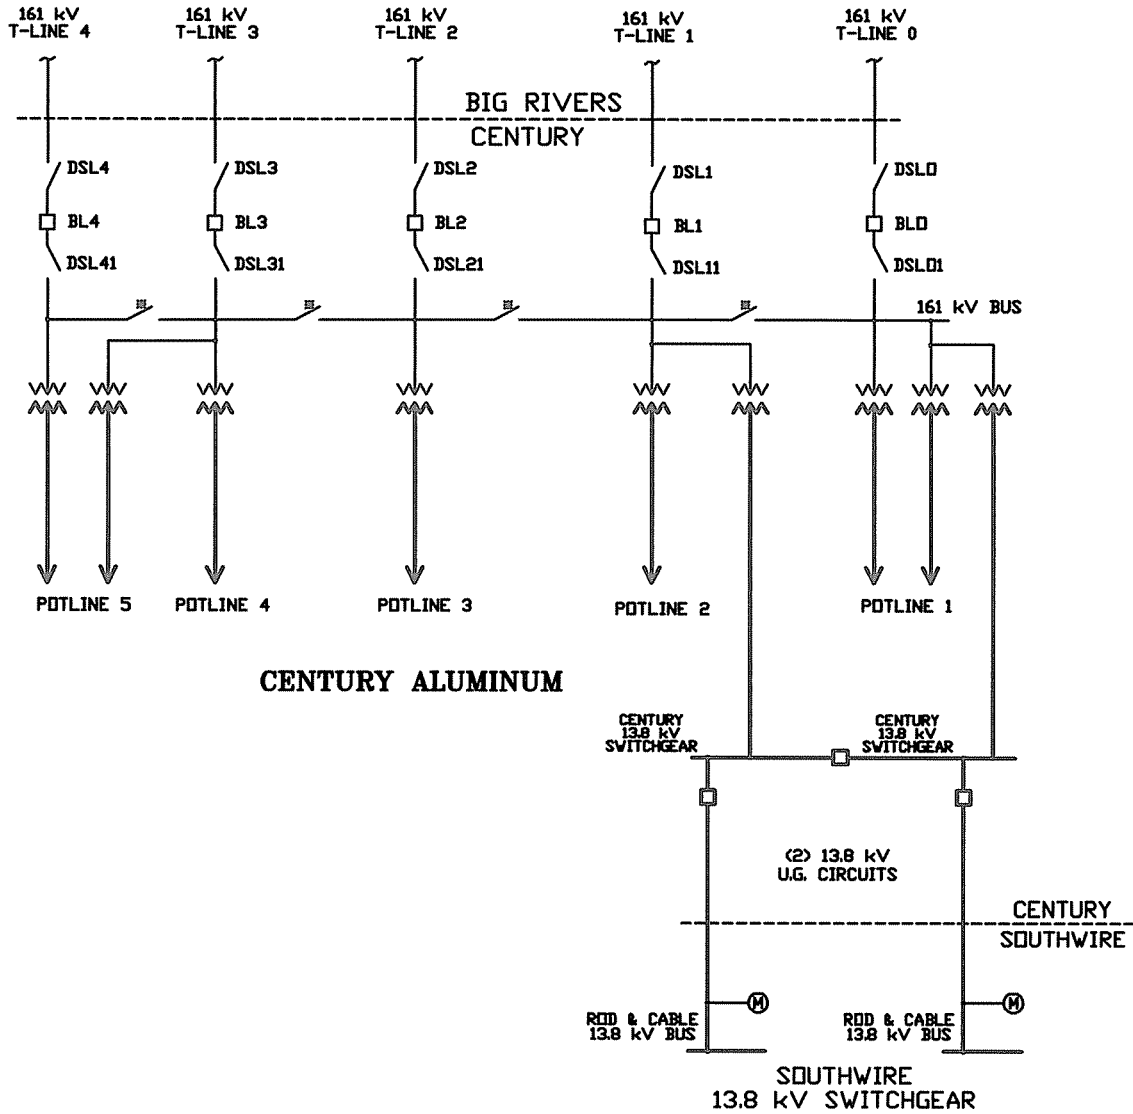 161 kV
T-LINE 4
161 kV
T-LINE 3
161 kV
T-LINE 2
161 kV
T-LINE 1
161 kV
T-LINE 0
BIG RIVERS
CENTURY
DSL4
DSL3
DSL2
DSL1
DSL0
BL4
BL3
BL2
BL1
BL0
DSL41
DSL31
DSL21
DSL11
DSL01
161 kV BUS
POTLINE 5
POTLINE 4
POTLINE 3
POTLINE 2
POTLINE 1
CENTURY ALUMINUM
CENTURY
13.8 kV
SWITCHGEAR
CENTURY
13.8 kV
SWITCHGEAR
(2) 13.8 kV
U.G. CIRCUITS
CENTURY
SOUTHWIRE
M
M
ROD & CABLE
13.8 kV BUS
ROD & CABLE
13.8 kV BUS
SOUTHWIRE
13.8 kV SWITCHGEAR